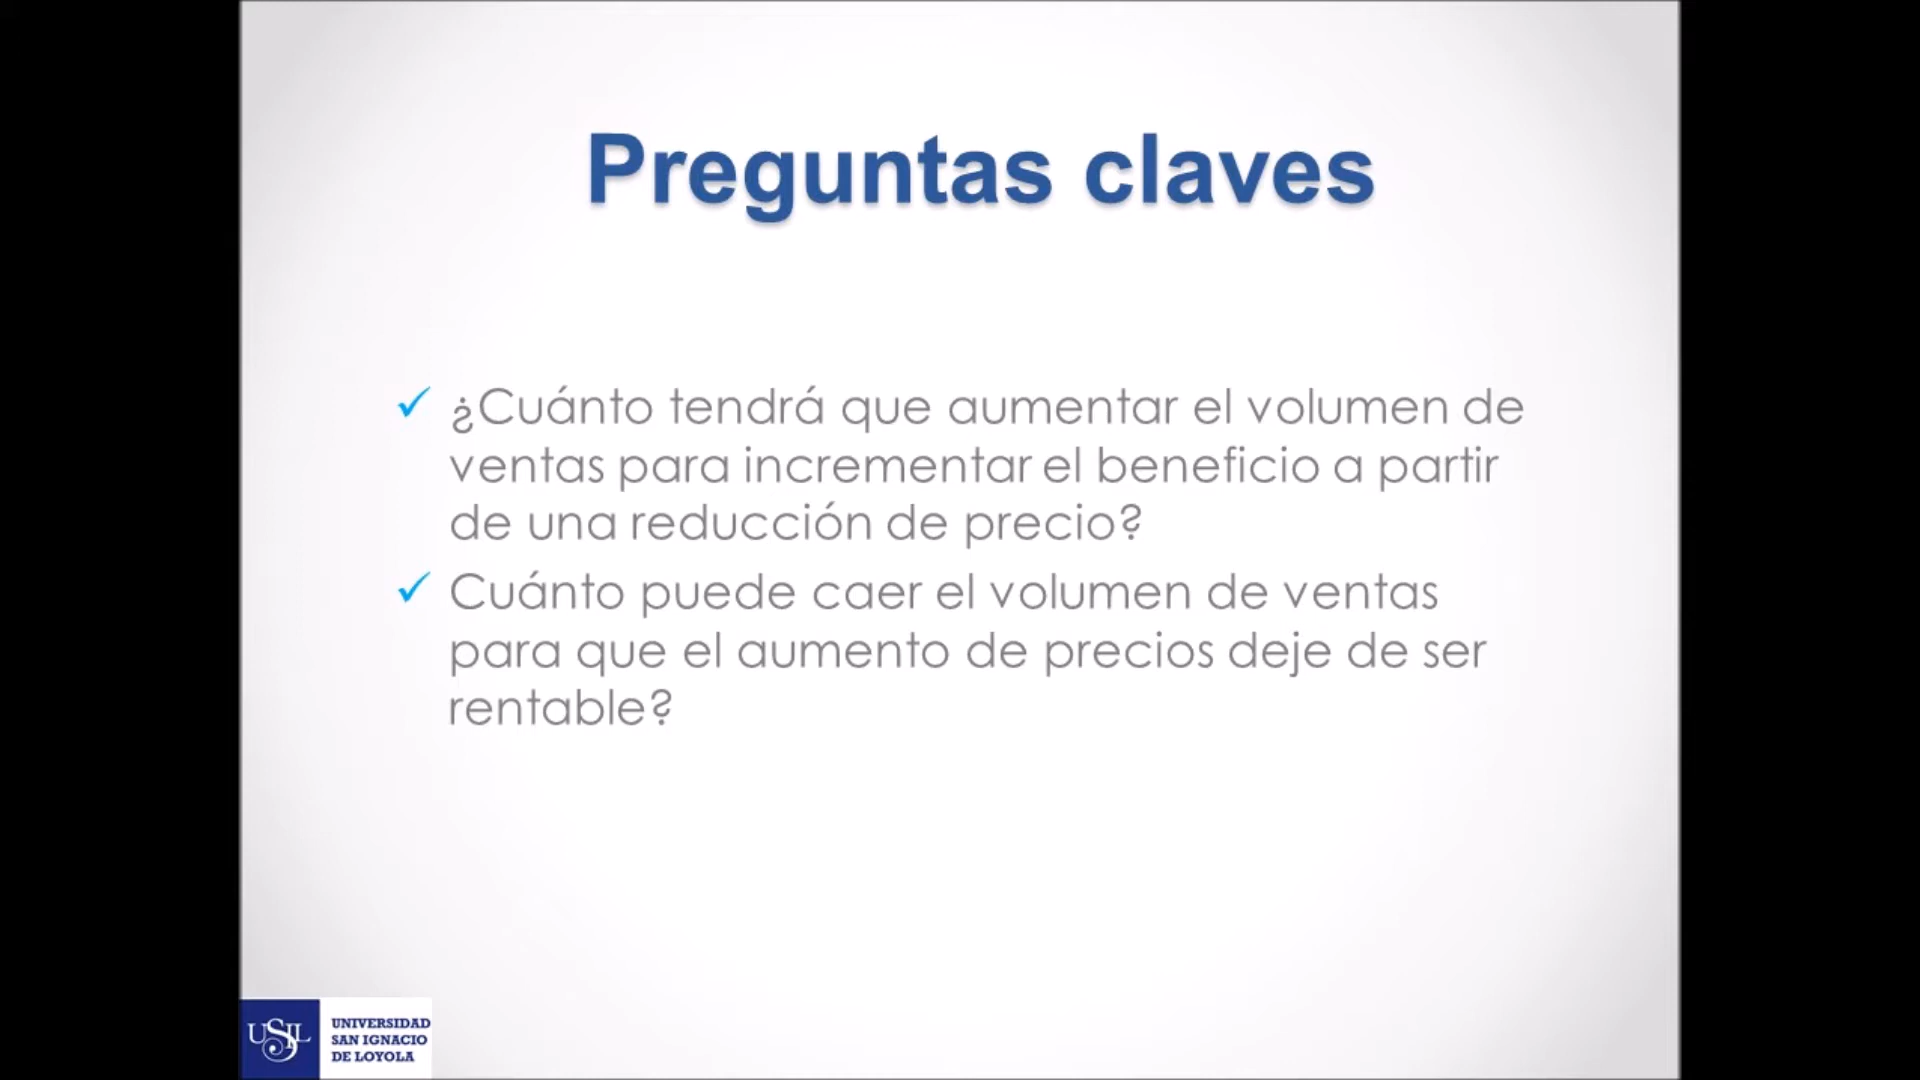 Preguntas claves
¿Cuánto tendrá que aumentar el volumen de
ventas para incrementar el beneficio a partir
de una reducción de precio?
Cuánto puede caer el volumen de ventas
para que el aumento de precios deje de ser
rentable?
USIL
UNIVERSIDAD
SAN IGNACIO
DE LOYOLA